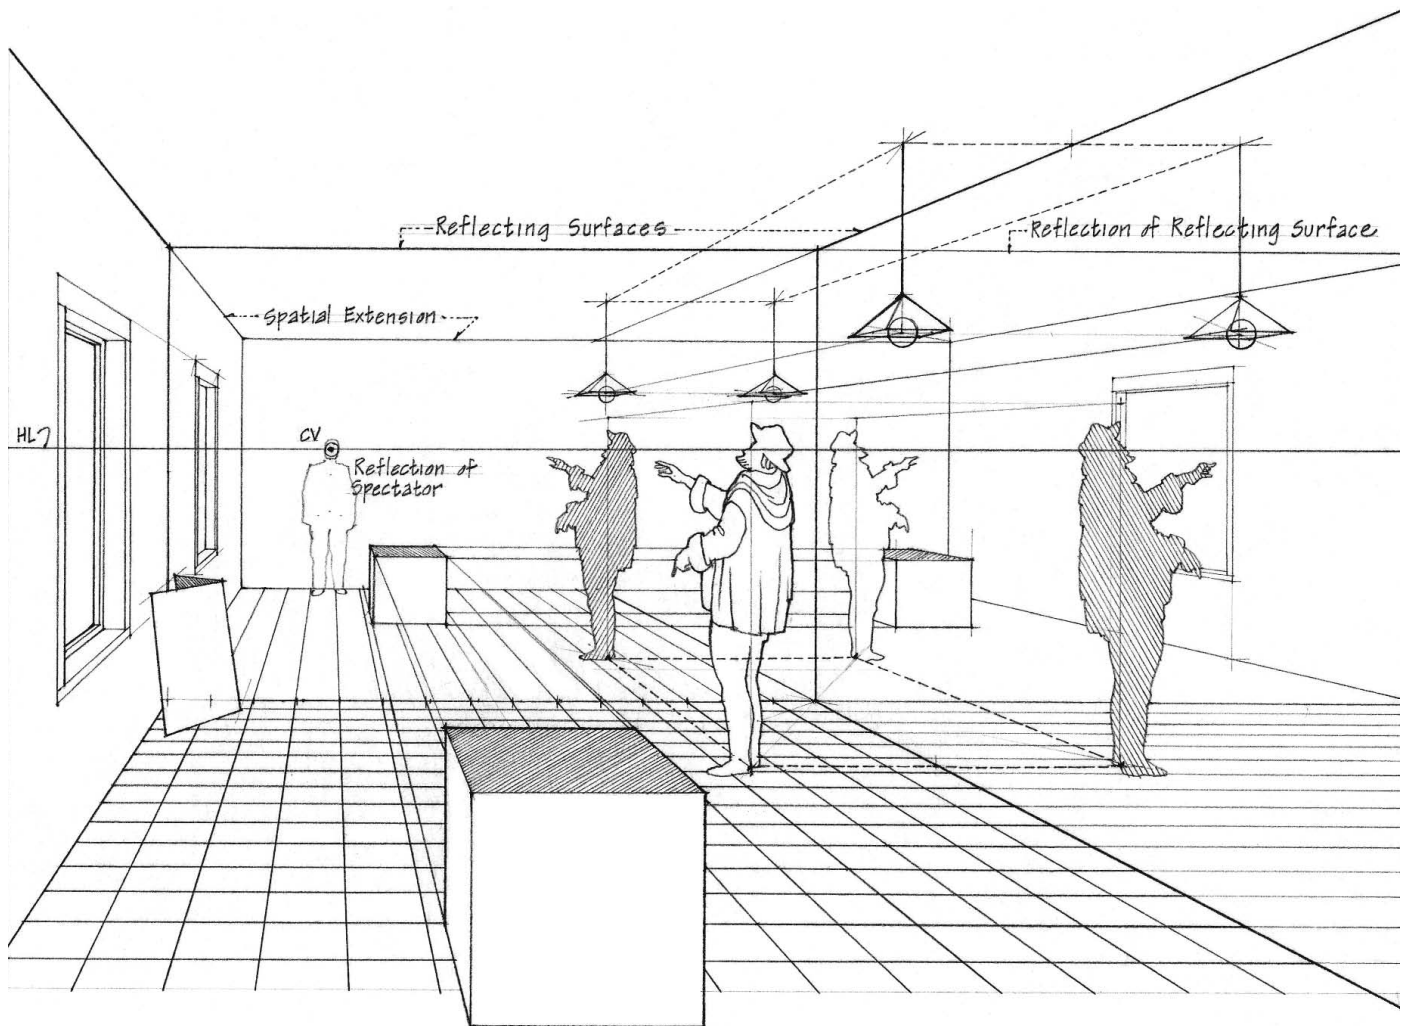 Reflecting Surfaces
Reflection of Reflecting Surface
Spatial Extension
HL
CV
Reflection of
Spectator